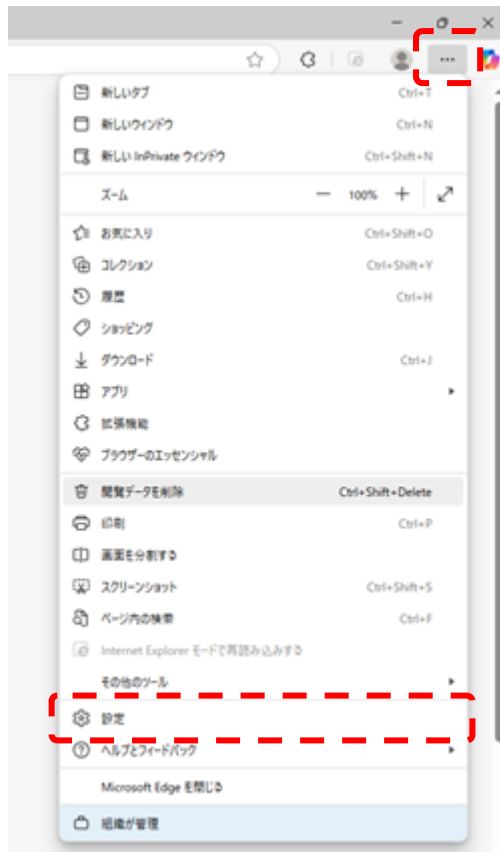 新しいタブ Ctrl+T
新しいウィンドウ Ctrl+N
新しい InPrivate ウィンドウ Ctrl+Shift+N
ズーム 100%
お気に入り Ctrl+Shift+O
コレクション Ctrl+Shift+Y
履歴 Ctrl+H
ショッピング
ダウンロード Ctrl+J
アプリ
拡張機能
ブラウザーのエッセンシャル
閲覧データを削除 Ctrl+Shift+Delete
印刷 Ctrl+P
画面を分割する
スクリーンショット Ctrl+Shift+S
ページ内の検索 Ctrl+F
Internet Explorer モードで再読み込みする
その他のツール
設定
ヘルプとフィードバック
Microsoft Edge を閉じる
組織が管理